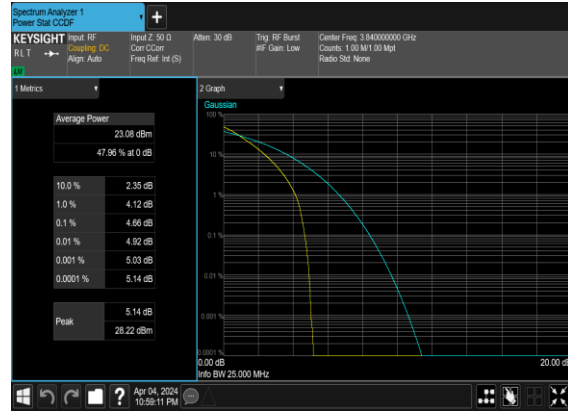 Spectrum Analyzer 1
Power Stat CCDF
KEYSIGHT
RLT
LXI
Input: RF
Coupling: DC
Align: Auto
Input Z: 50 Ω
Corr CCorr
Freq Ref: Int (S)
Atten: 30 dB
Trig: RF Burst
#IF Gain: Low
Center Freq: 3.840000000 GHz
Counts: 1.00 M/1.00 Mpt
Radio Std: None
1 Metrics
Average Power
23.08 dBm
47.96 % at 0 dB
10.0 % 2.35 dB
1.0 % 4.12 dB
0.1 % 4.66 dB
0.01 % 4.92 dB
0.001 % 5.03 dB
0.0001 % 5.14 dB
Peak
5.14 dB
28.22 dBm
2 Graph
Gaussian
100 %
10 %
1 %
0.1 %
0.01 %
0.001 %
0.0001 %
0.00 dB 20.00 dB
Info BW 25.000 MHz
Apr 04, 2024
10:59:11 PM